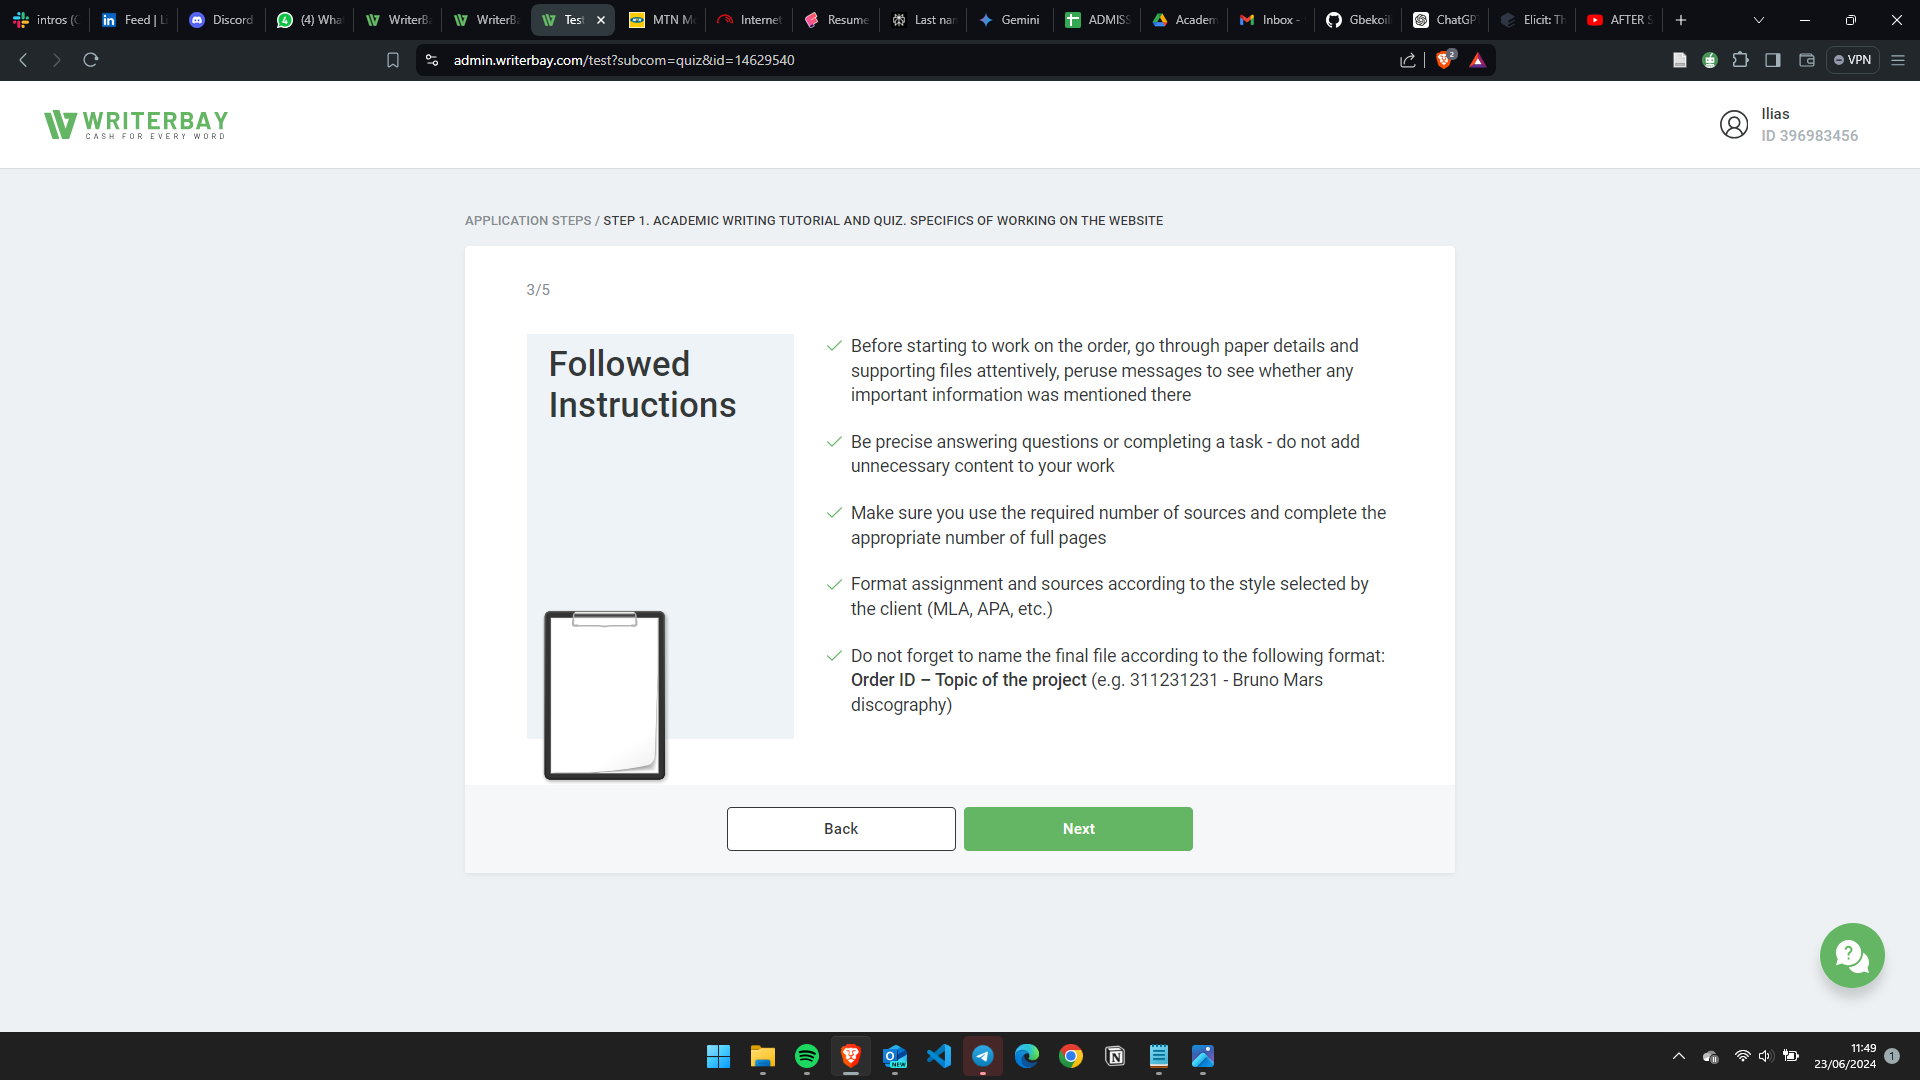 intros (
Feed | L
Discord
(4) Wha
WriterB
WriterB
Test
MTN M
Internet
Resume
Last nam
Gemini
ADMISS
Academ
Inbox -
Gbekoil
ChatGP
Elicit: Th
AFTER S
admin.writerbay.com/test?subcom=quiz&id=14629540
2
VPN
WRITERBAY
CASH FOR EVERY WORD
Ilias
ID 396983456
APPLICATION STEPS / STEP 1. ACADEMIC WRITING TUTORIAL AND QUIZ. SPECIFICS OF WORKING ON THE WEBSITE
3/5
Followed
Instructions
Before starting to work on the order, go through paper details and
supporting files attentively, peruse messages to see whether any
important information was mentioned there
Be precise answering questions or completing a task - do not add
unnecessary content to your work
Make sure you use the required number of sources and complete the
appropriate number of full pages
Format assignment and sources according to the style selected by
the client (MLA, APA, etc.)
Do not forget to name the final file according to the following format:
Order ID – Topic of the project (e.g. 311231231 - Bruno Mars
discography)
Back
Next
11:49
23/06/2024
1